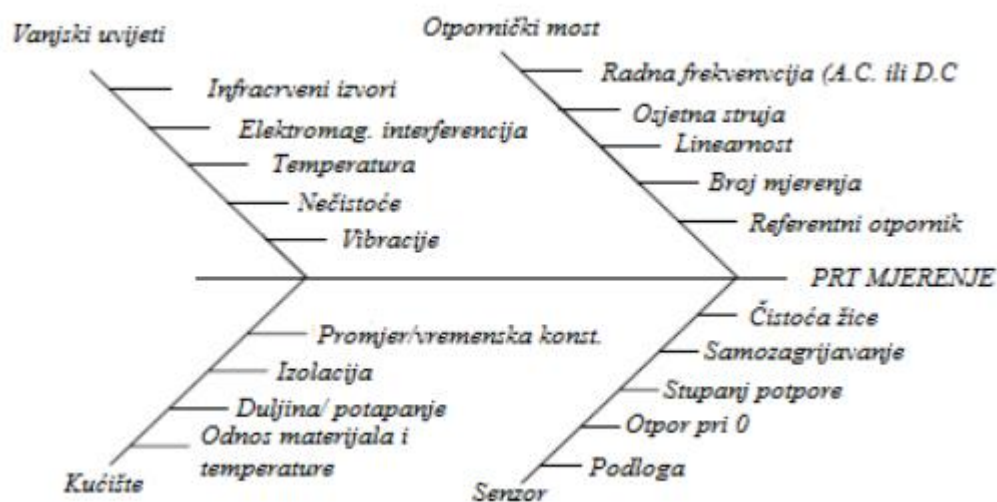 Vanjski uvijeti
Infracrveni izvori
Elektromag. interferencija
Temperatura
Nečistoće
Vibracije
Otpornički most
Radna frekvenvcija (A.C. ili D.C
Osjetna struja
Linearnost
Broj mjerenja
Referentni otpornik
PRT MJERENJE
Promjer/vremenska konst.
Izolacija
Duljina/ potapanje
Odnos materijala i
temperature
Kućište
Čistoća žice
Samozagrijavanje
Stupanj potpore
Otpor pri 0
Podloga
Senzor